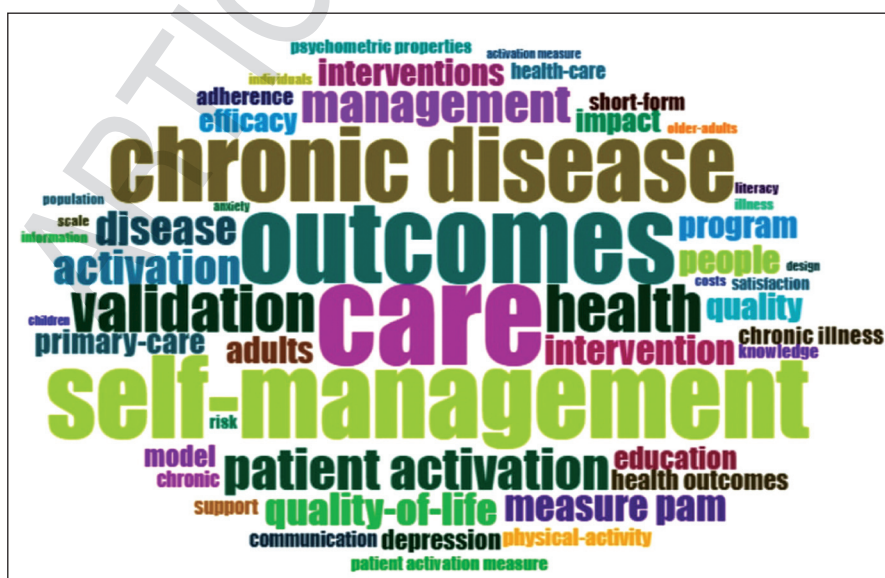 psychometric properties activation measure
individuals interventions health-care
adherence management short-form
efficacy impact older-adults
chronic disease
literacy
population anxiety illness
scale disease outcomes program
information
activation people design
costs satisfaction
validation care health quality
children
primary-care adults intervention chronic illness
knowledge
self-management
risk
model patient activation education
chronic health outcomes
support quality-of-life measure pam
communication depression physical-activity
patient activation measure
ARTIC